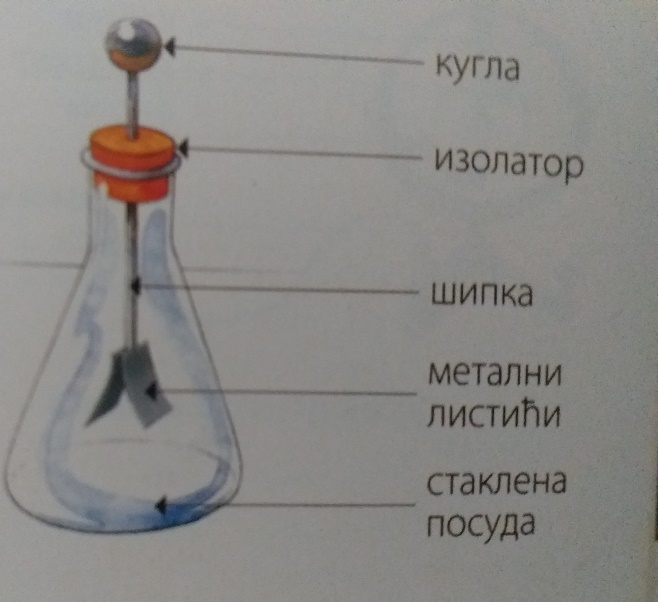 кугла
изолатор
шипка
метални
листићи
стаклена
посуда